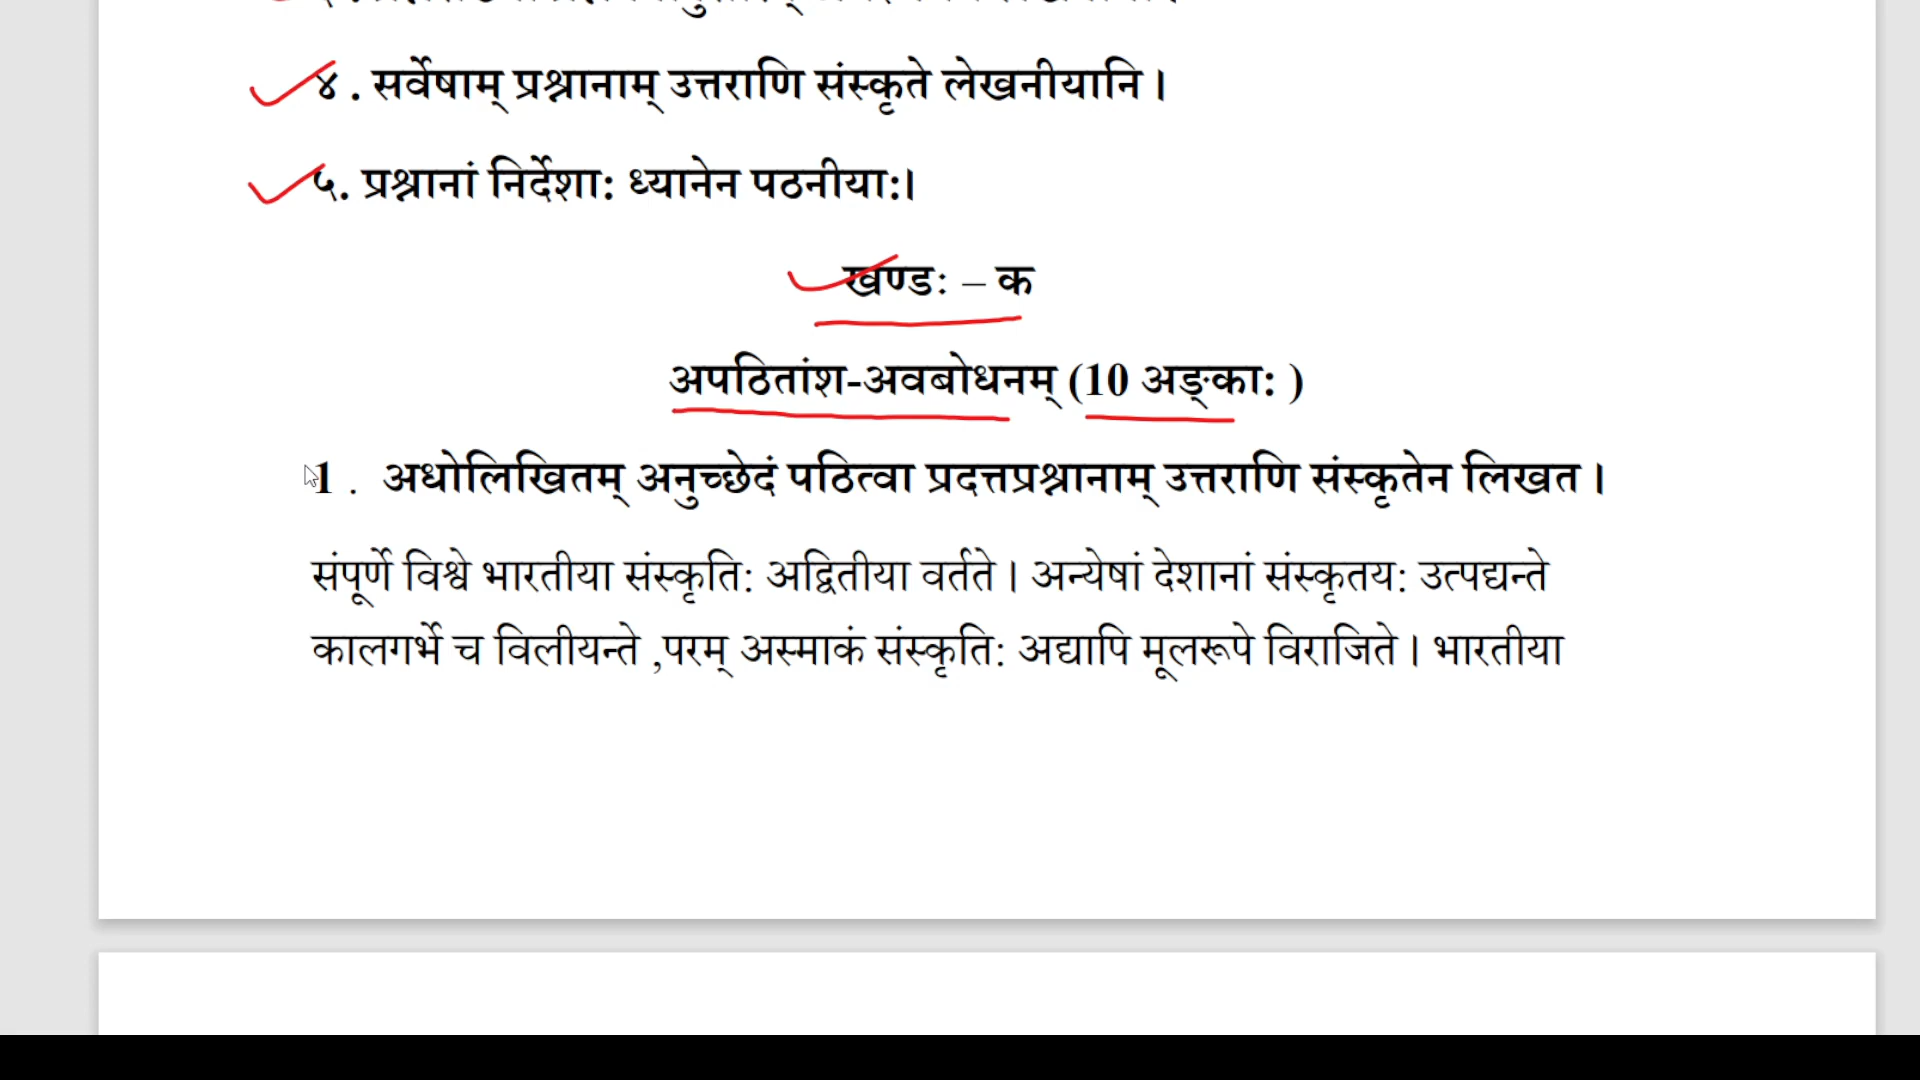 ४ . सर्वेषाम् प्रश्नानाम् उत्तराणि संस्कृते लेखनीयानि ।
५. प्रश्नानां निर्देशा: ध्यानेन पठनीया:।
खण्ड: – क
अपठितांश-अवबोधनम् (10 अङ्का: )
1 . अधोलिखितम् अनुच्छेदं पठित्वा प्रदत्तप्रश्नानाम् उत्तराणि संस्कृतेन लिखत ।
संपूर्णे विश्वे भारतीया संस्कृति: अद्वितीया वर्तते । अन्येषां देशानां संस्कृतय: उत्पद्यन्ते
कालगर्भे च विलीयन्ते ,परम् अस्माकं संस्कृति: अद्यापि मूलरूपे विराजिते । भारतीया